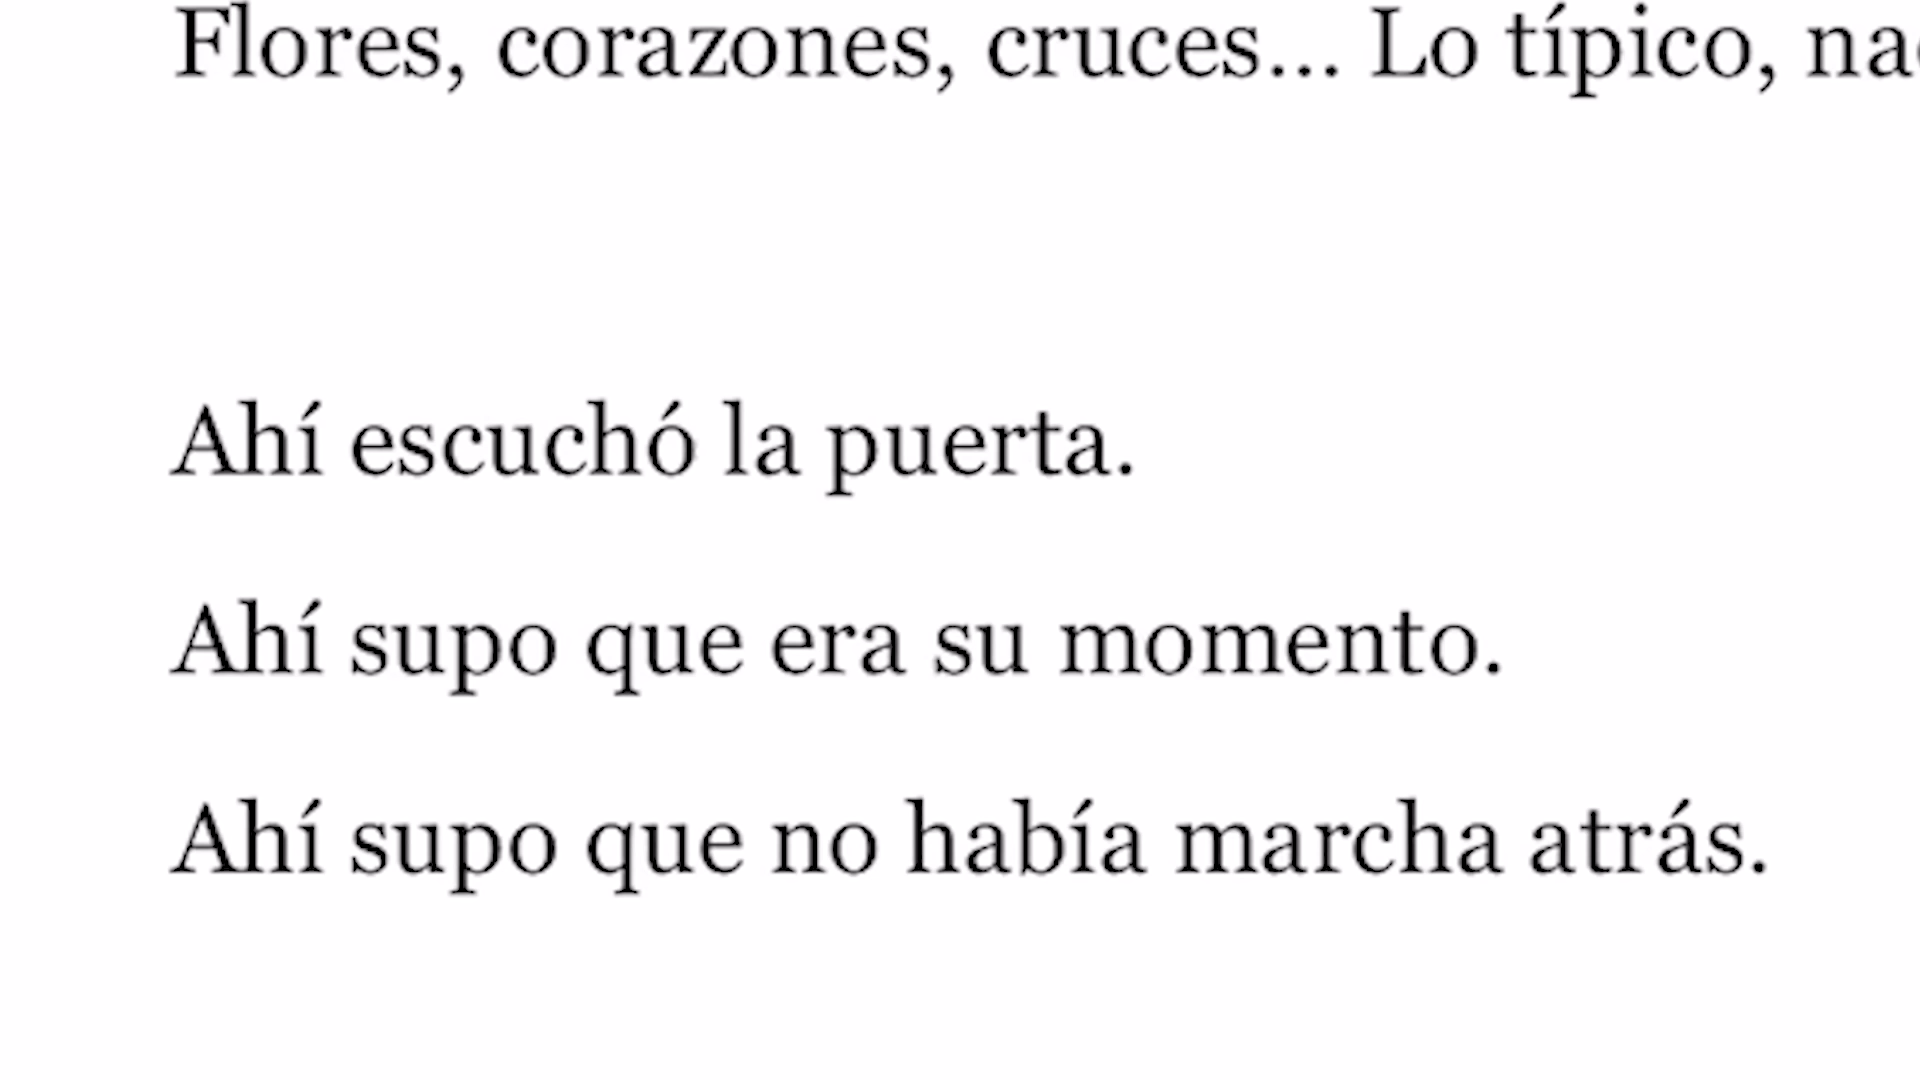 Flores, corazones, cruces... Lo típico,
Ahí escuchó la puerta.
Ahí supo que era su momento.
Ahí supo que no había marcha atrás.